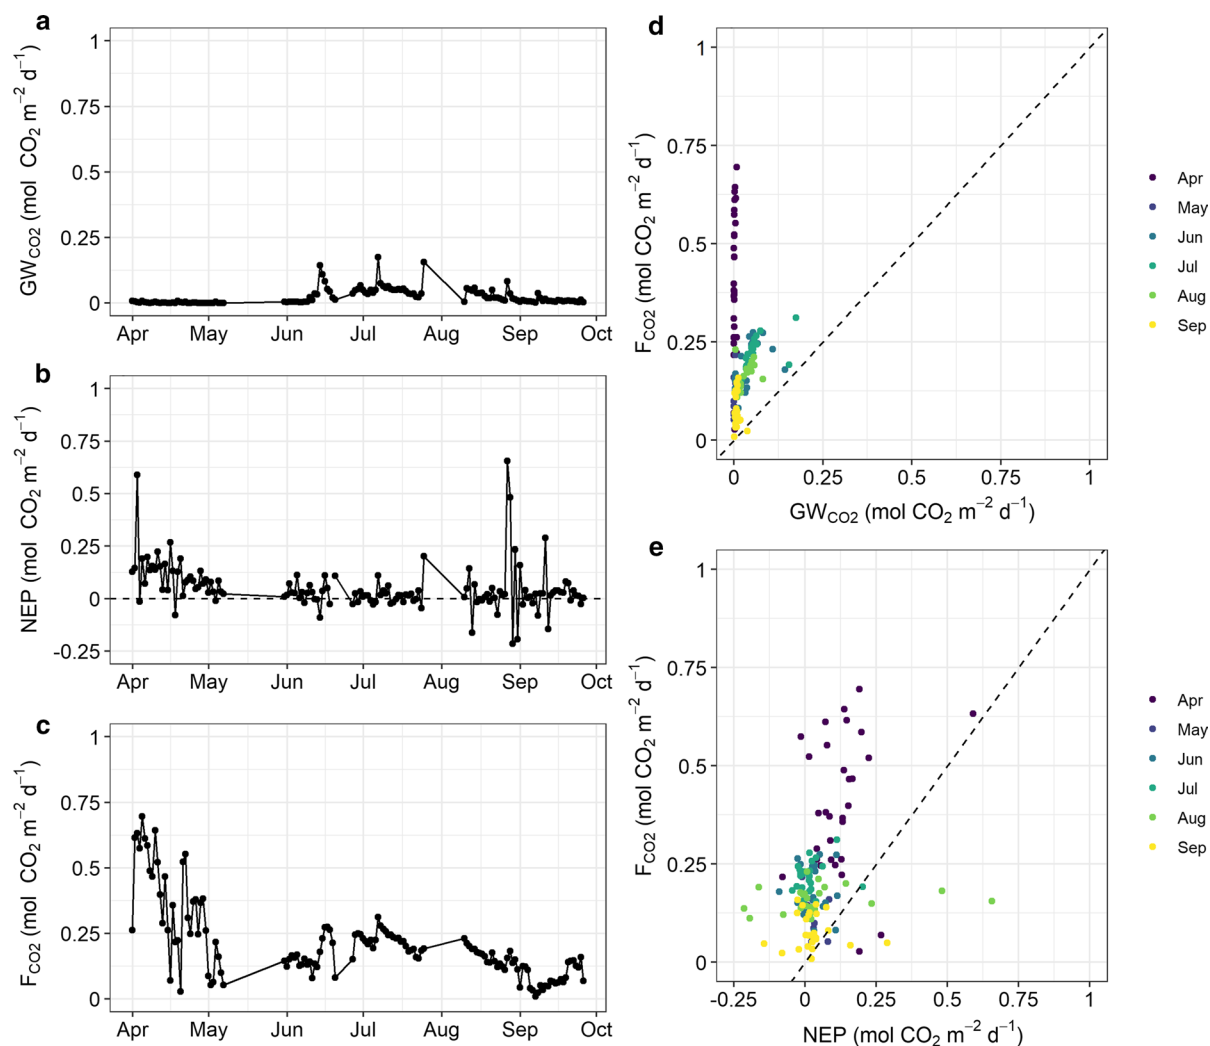 a
GW_CO2 (mol CO₂ m⁻² d⁻¹)
1
0.75
0.5
0.25
0
Apr May Jun Jul Aug Sep Oct
b
NEP (mol CO₂ m⁻² d⁻¹)
1
0.75
0.5
0.25
0
-0.25
Apr May Jun Jul Aug Sep Oct
c
F_CO2 (mol CO₂ m⁻² d⁻¹)
1
0.75
0.5
0.25
0
Apr May Jun Jul Aug Sep Oct
d
F_CO2 (mol CO₂ m⁻² d⁻¹)
1
0.75
0.5
0.25
0
0 0.25 0.5 0.75 1
GW_CO2 (mol CO₂ m⁻² d⁻¹)
Apr
May
Jun
Jul
Aug
Sep
e
F_CO2 (mol CO₂ m⁻² d⁻¹)
1
0.75
0.5
0.25
0
-0.25 0 0.25 0.5 0.75 1
NEP (mol CO₂ m⁻² d⁻¹)
Apr
May
Jun
Jul
Aug
Sep